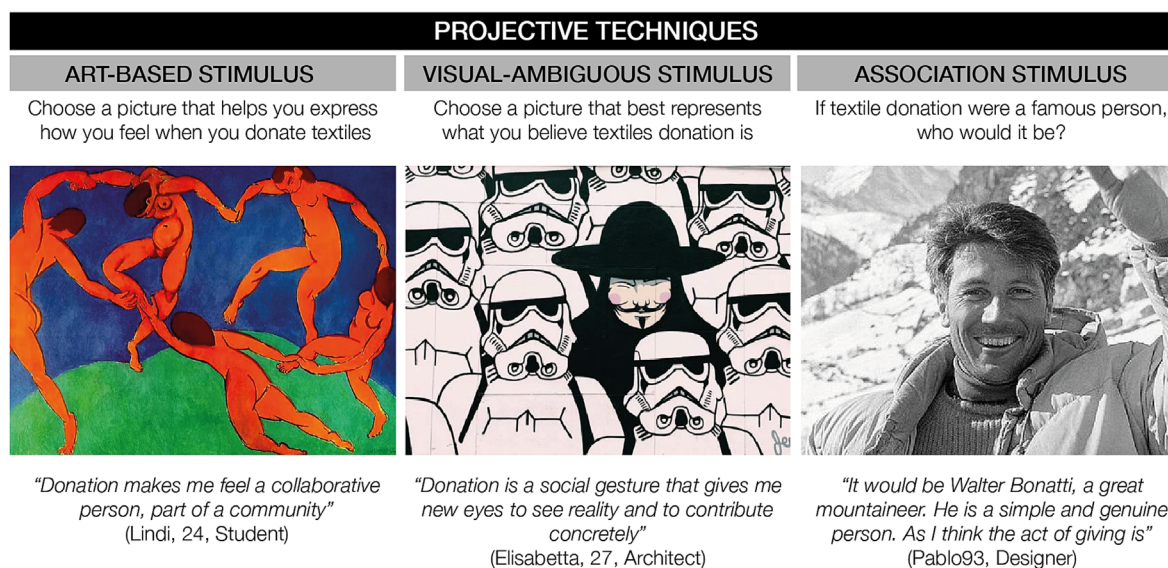 PROJECTIVE TECHNIQUES
ART-BASED STIMULUS
Choose a picture that helps you express
how you feel when you donate textiles
VISUAL-AMBIGUOUS STIMULUS
Choose a picture that best represents
what you believe textiles donation is
ASSOCIATION STIMULUS
If textile donation were a famous person,
who would it be?
“Donation makes me feel a collaborative
person, part of a community”
(Lindi, 24, Student)
“Donation is a social gesture that gives me
new eyes to see reality and to contribute
concretely”
(Elisabetta, 27, Architect)
“It would be Walter Bonatti, a great
mountaineer. He is a simple and genuine
person. As I think the act of giving is”
(Pablo93, Designer)